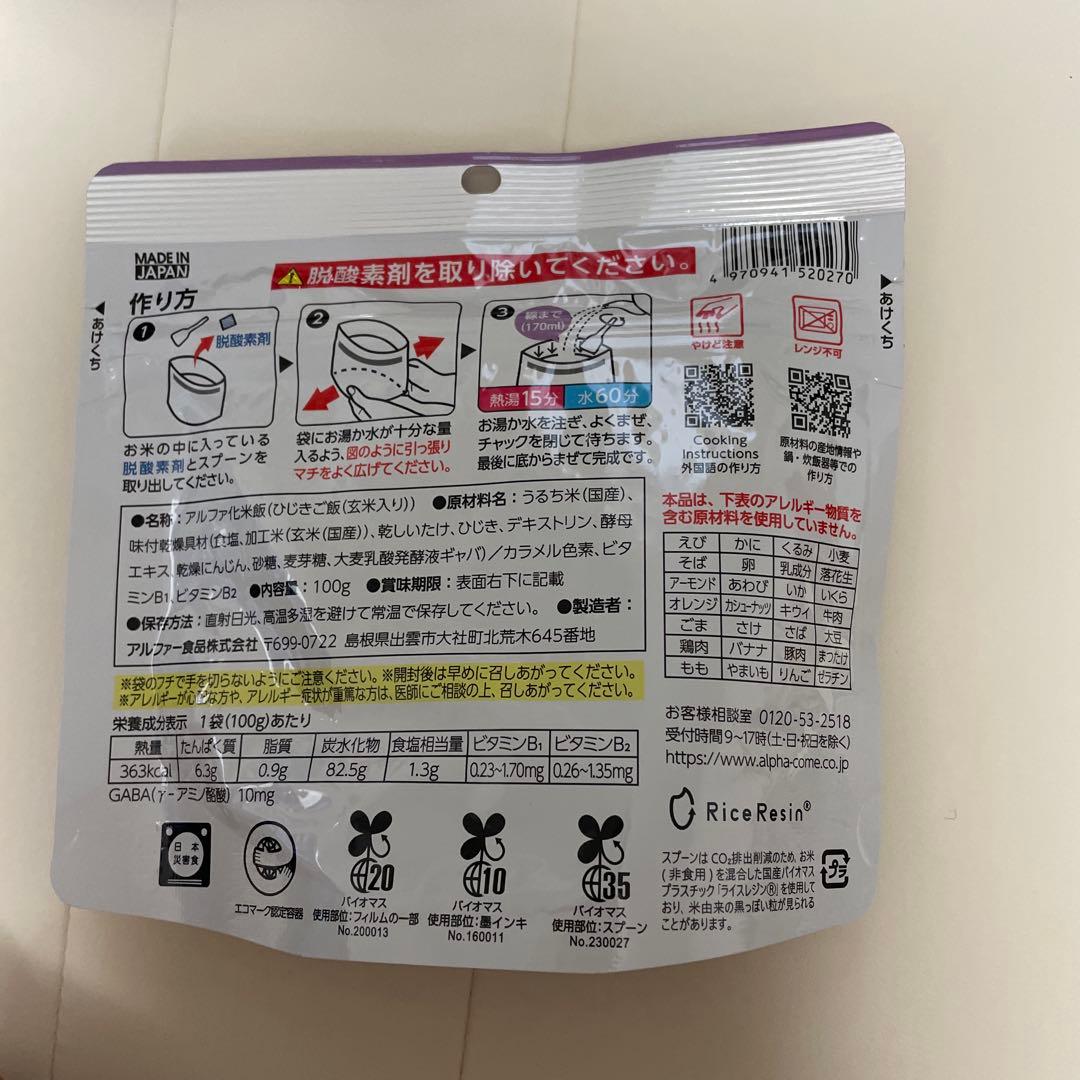 MADE IN
JAPAN
脱酸素剤を取り除いてください。
4 970941 520270
あけくち
あけくち
作り方
1
脱酸素剤
お米の中に入っている
脱酸素剤とスプーンを
取り出してください。
2
袋にお湯か水が十分な量
入るよう、図のように引っ張り
マチをよく広げてください。
3
線まで
(170ml)
熱湯15分 水60分
お湯か水を注ぎ、よくまぜ、
チャックを閉じて待ちます。
最後に底からまぜて完成です。
やけど注意
レンジ不可
Cooking
Instructions
外国語の作り方
原材料の産地情報や
鍋・炊飯器等での
作り方
●名称：アルファ化米飯(ひじきご飯(玄米入り)) ●原材料名：うるち米(国産)、
味付乾燥具材(食塩、加工米(玄米(国産))、乾しいたけ、ひじき、デキストリン、酵母
エキス、乾燥にんじん、砂糖、麦芽糖、大麦乳酸発酵液ギャバ)／カラメル色素、ビタ
ミンB1、ビタミンB2 ●内容量：100g ●賞味期限：表面右下に記載
●保存方法：直射日光、高温多湿を避けて常温で保存してください。 ●製造者：
アルファー食品株式会社 〒699-0722 島根県出雲市大社町北荒木645番地
本品は、下表のアレルギー物質を
含む原材料を使用していません。
えび かに くるみ 小麦
そば 卵 乳成分 落花生
アーモンド あわび いか いくら
オレンジ カシューナッツ キウイ 牛肉
ごま さけ さば 大豆
鶏肉 バナナ 豚肉 まつたけ
もも やまいも りんご ゼラチン
※袋のフチで手を切らないようにご注意ください。※開封後は早めに召しあがってください。
※アレルギーが心配な方や、アレルギー症状が重篤な方は、医師にご相談の上、召しあがってください。
栄養成分表示 1袋(100g)あたり
熱量 たんぱく質 脂質 炭水化物 食塩相当量 ビタミンB₁ ビタミンB₂
363kcal 6.3g 0.9g 82.5g 1.3g 0.23~1.70mg 0.26~1.35mg
GABA(γ-アミノ酪酸) 10mg
お客様相談室 0120-53-2518
受付時間 9～17時(土・日・祝日を除く)
https://www.alpha-come.co.jp
RiceResin®
スプーンはCO₂排出削減のため、お米
(非食用)を混合した国産バイオマス
プラスチック「ライスレジン®」を使用して
おり、米由来の黒っぽい粒が見られる
ことがあります。
プラ
日本
災害食
エコマーク認定容器
20
バイオマス
使用部位:フィルムの一部
No.200013
10
バイオマス
使用部位:墨インキ
No.160011
35
バイオマス
使用部位:スプーン
No.230027